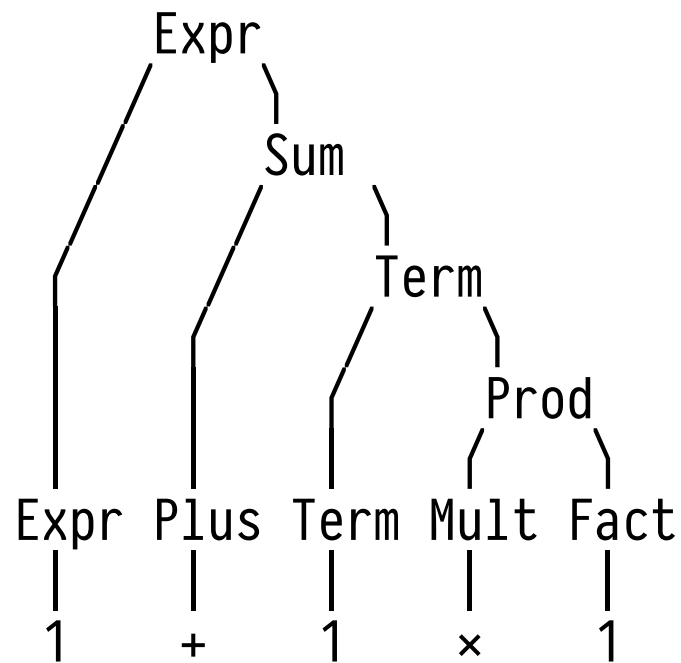 Expr
Sum
Term
Prod
Expr Plus Term Mult Fact
1 + 1 × 1